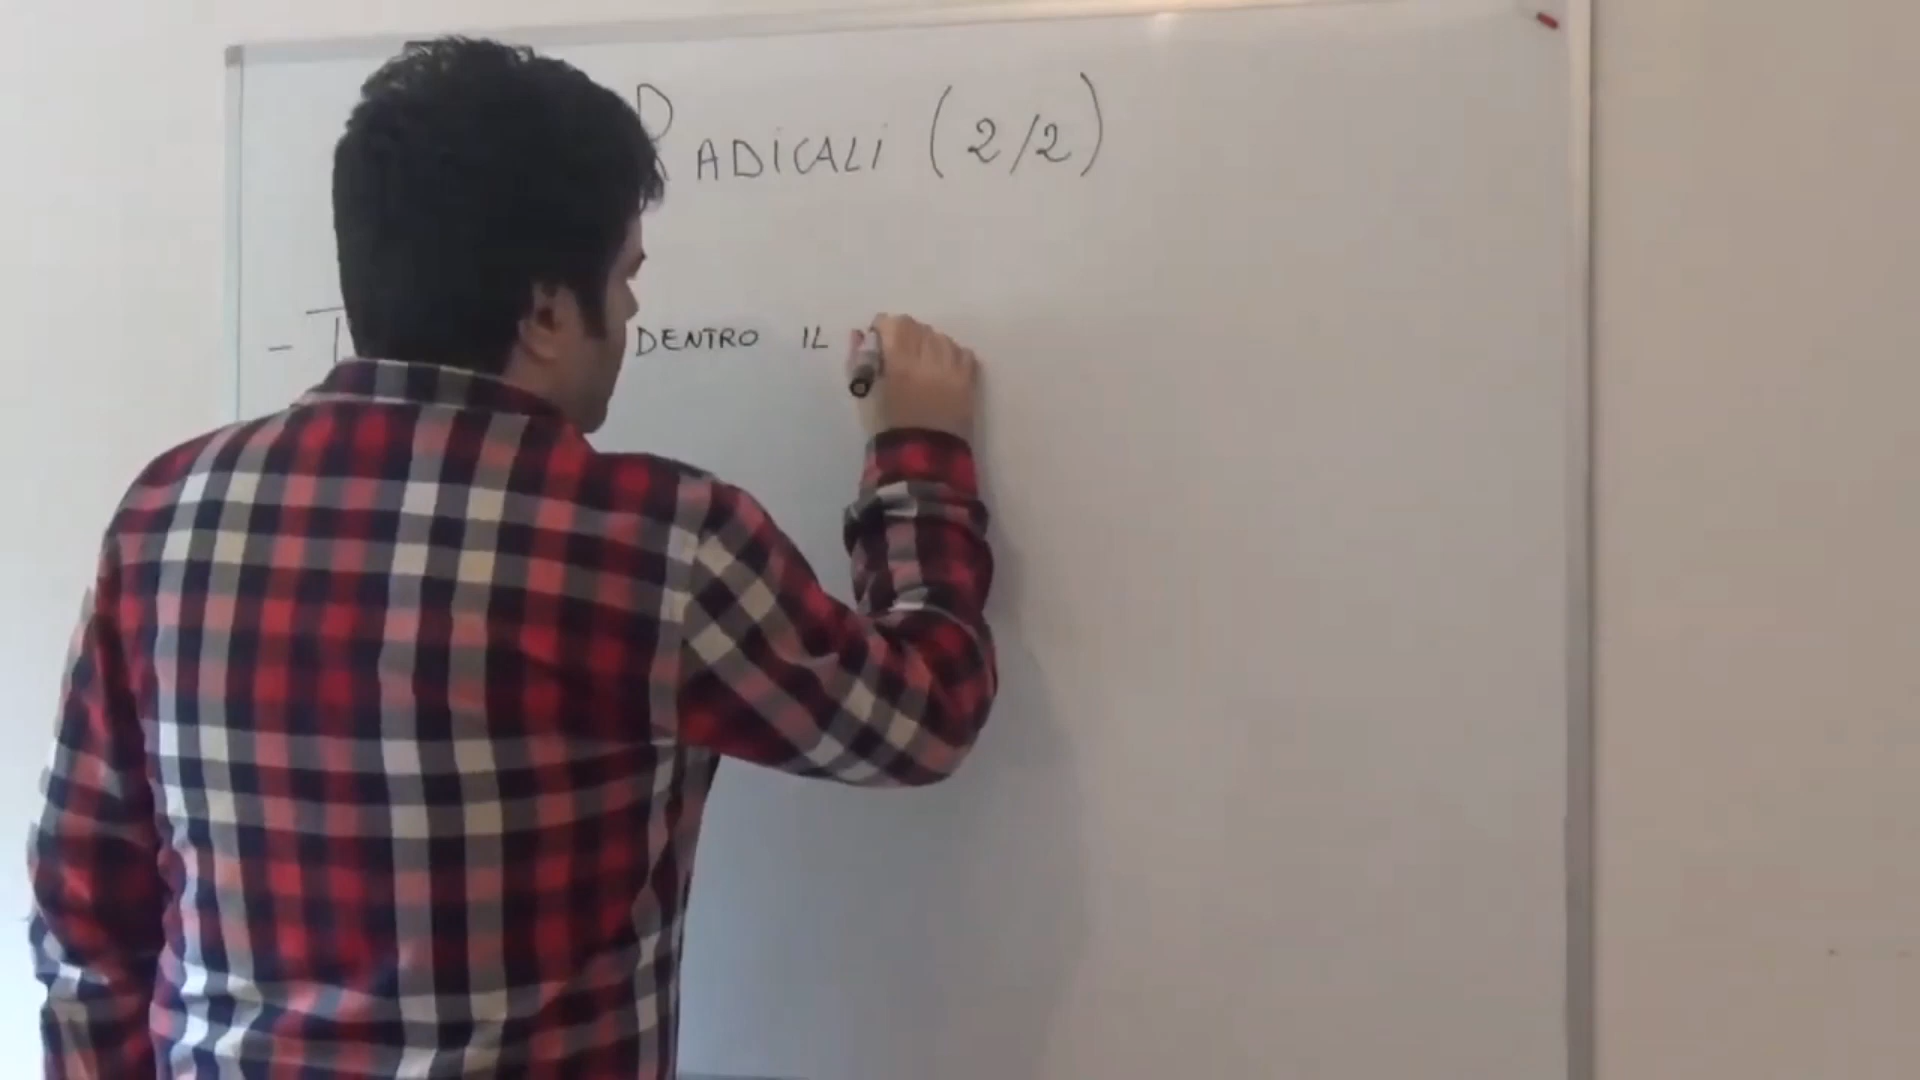 RADICALI (2/2)
- DENTRO IL